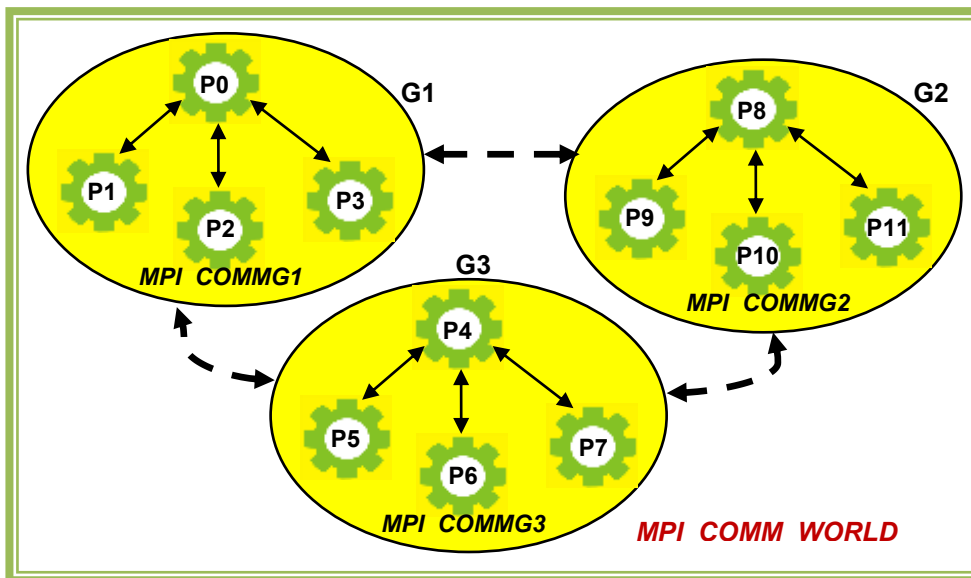 P0
G1
P1
P2
P3
MPI COMMG1
P8
G2
P9
P10
P11
MPI COMMG2
G3
P4
P5
P6
P7
MPI COMMG3
MPI COMM WORLD